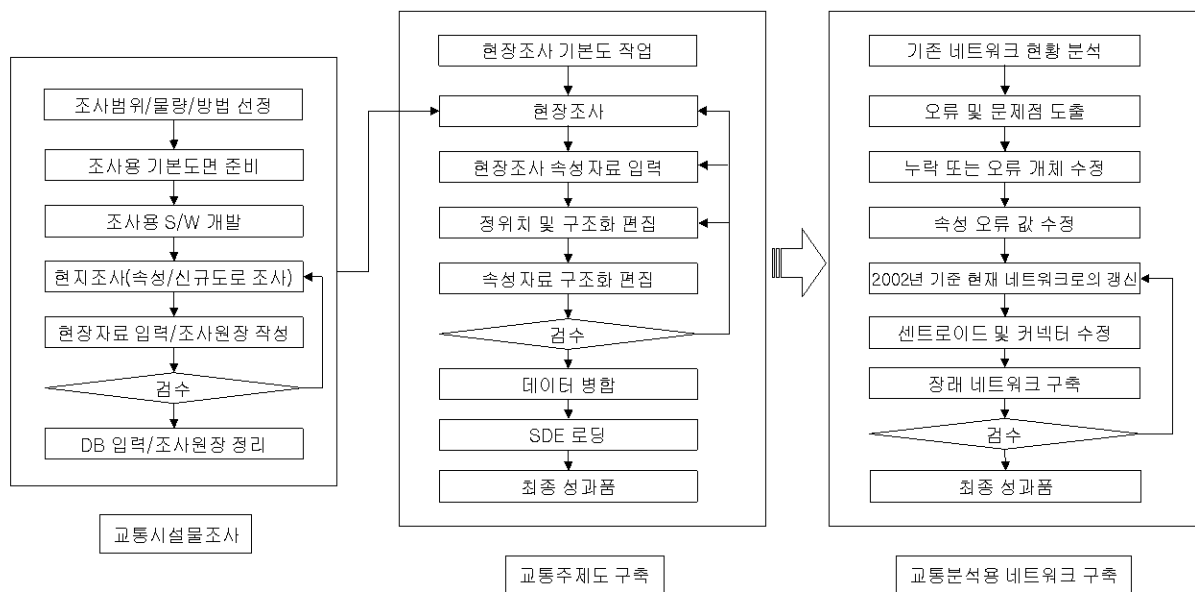 조사범위/물량/방법 선정
조사용 기본도면 준비
조사용 S/W 개발
현지조사(속성/신규도로 조사)
현장자료 입력/조사원장 작성
검수
DB 입력/조사원장 정리
교통시설물조사
현장조사 기본도 작업
현장조사
현장조사 속성자료 입력
정위치 및 구조화 편집
속성자료 구조화 편집
검수
데이터 병합
SDE 로딩
최종 성과품
교통주제도 구축
기존 네트워크 현황 분석
오류 및 문제점 도출
누락 또는 오류 개체 수정
속성 오류 값 수정
2002년 기준 현재 네트워크로의 갱신
센트로이드 및 커넥터 수정
장래 네트워크 구축
검수
최종 성과품
교통분석용 네트워크 구축